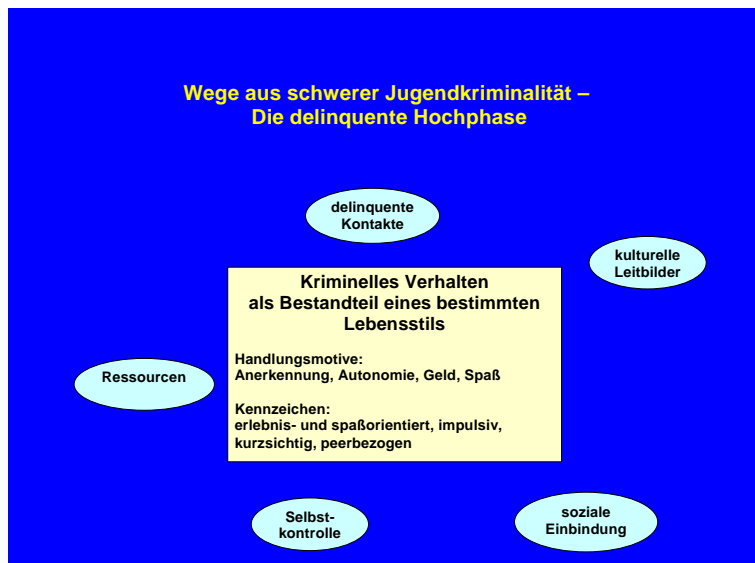 Wege aus schwerer Jugendkriminalität –
Die delinquente Hochphase
delinquente
Kontakte
kulturelle
Leitbilder
Kriminelles Verhalten
als Bestandteil eines bestimmten
Lebensstils
Handlungsmotive:
Anerkennung, Autonomie, Geld, Spaß
Kennzeichen:
erlebnis- und spaßorientiert, impulsiv,
kurzsichtig, peerbezogen
Ressourcen
Selbst-
kontrolle
soziale
Einbindung